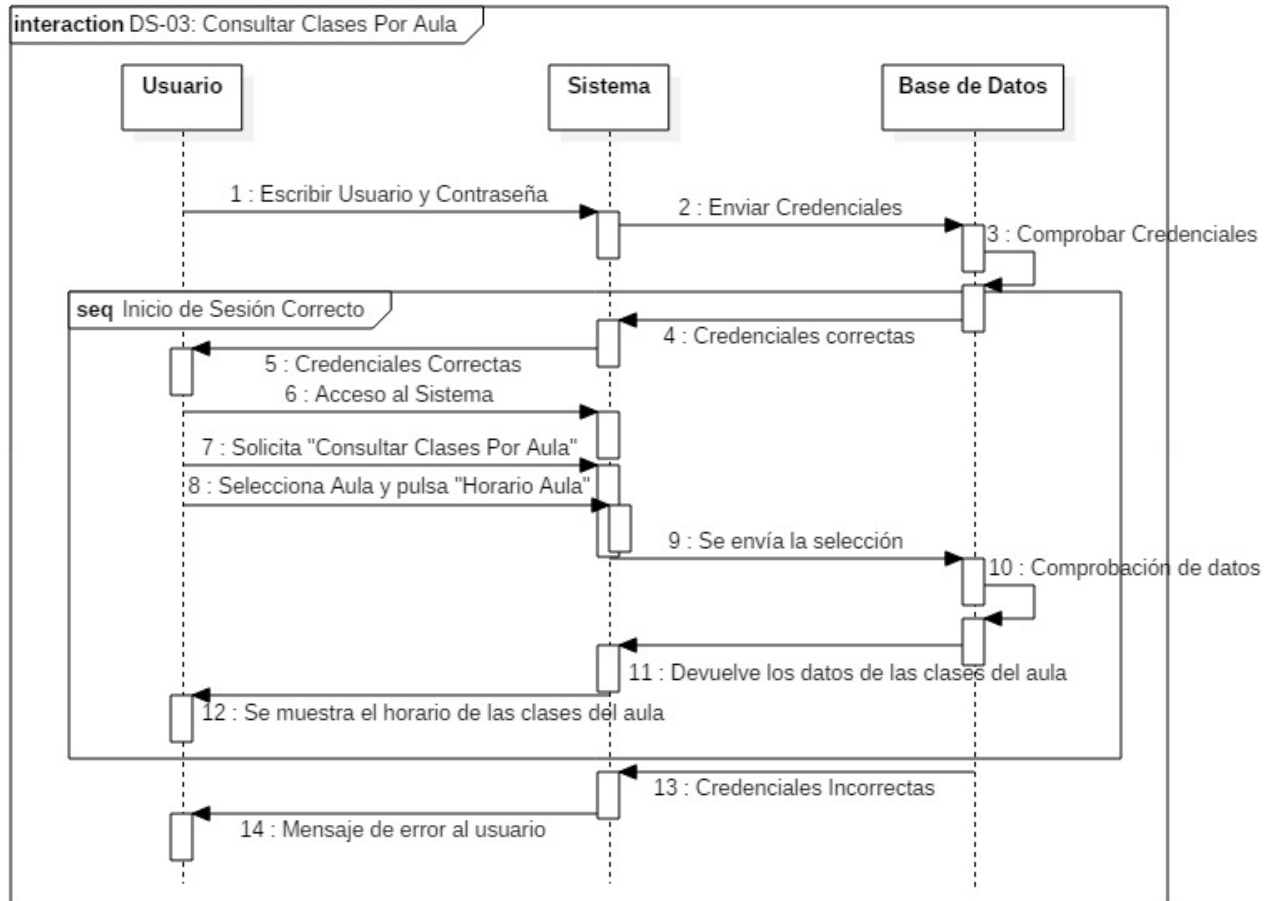 interaction DS-03: Consultar Clases Por Aula
Usuario
Sistema
Base de Datos
1 : Escribir Usuario y Contraseña
2 : Enviar Credenciales
3 : Comprobar Credenciales
seq Inicio de Sesión Correcto
4 : Credenciales correctas
5 : Credenciales Correctas
6 : Acceso al Sistema
7 : Solicita "Consultar Clases Por Aula"
8 : Selecciona Aula y pulsa "Horario Aula"
9 : Se envía la selección
10 : Comprobación de datos
11 : Devuelve los datos de las clases del aula
12 : Se muestra el horario de las clases del aula
13 : Credenciales Incorrectas
14 : Mensaje de error al usuario